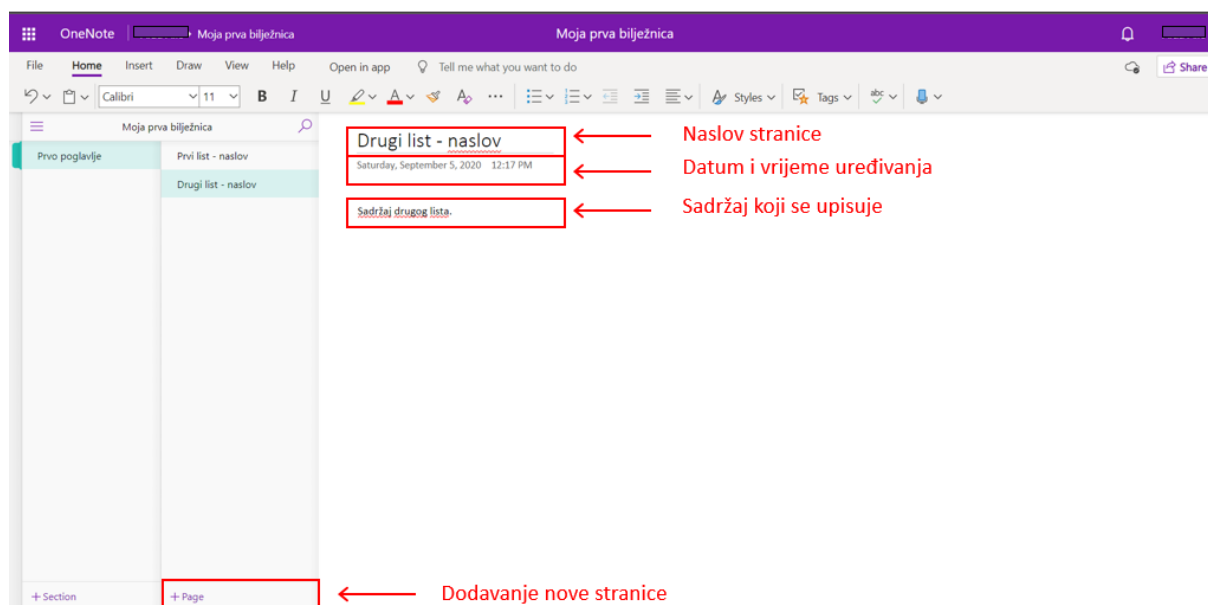 OneNote Moja prva bilježnica Moja prva bilježnica
File Home Insert Draw View Help Open in app Tell me what you want to do Share
Calibri 11 B I U A A Styles Tags abc
Moja prva bilježnica
Prvo poglavlje
Prvi list - naslov
Drugi list - naslov
Drugi list - naslov
Saturday, September 5, 2020 12:17 PM
Sadržaj drugog lista.
Naslov stranice
Datum i vrijeme uređivanja
Sadržaj koji se upisuje
+ Section
+ Page
Dodavanje nove stranice